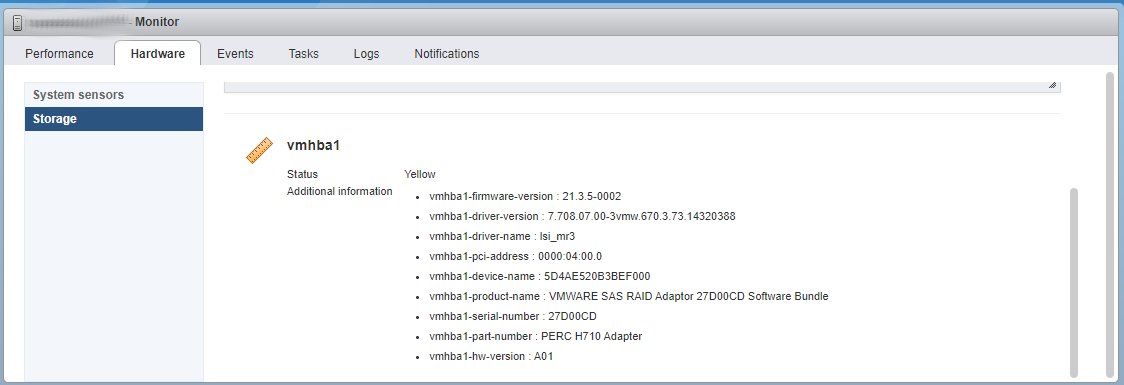 - Monitor
Performance Hardware Events Tasks Logs Notifications
System sensors
Storage
vmhba1
Status Yellow
Additional information
• vmhba1-firmware-version : 21.3.5-0002
• vmhba1-driver-version : 7.708.07.00-3vmw.670.3.73.14320388
• vmhba1-driver-name : lsi_mr3
• vmhba1-pci-address : 0000:04:00.0
• vmhba1-device-name : 5D4AE520B3BEF000
• vmhba1-product-name : VMWARE SAS RAID Adaptor 27D00CD Software Bundle
• vmhba1-serial-number : 27D00CD
• vmhba1-part-number : PERC H710 Adapter
• vmhba1-hw-version : A01